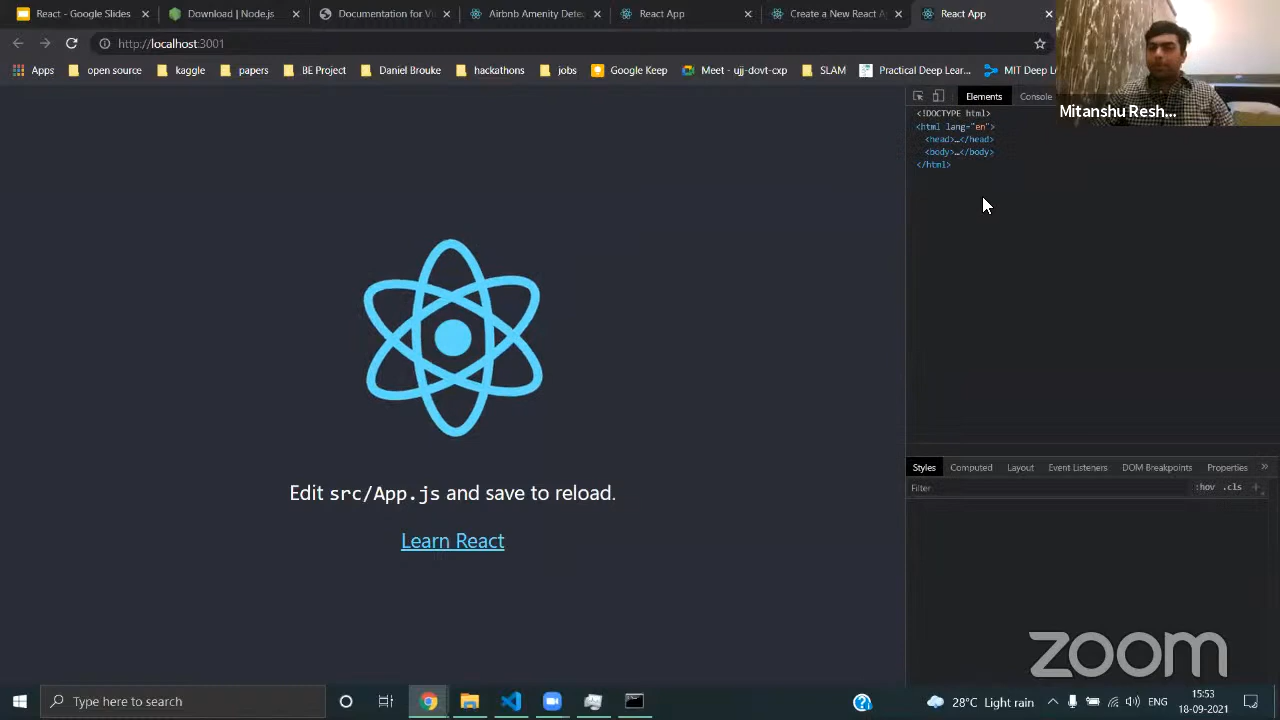 React - Google Slides
Download | Node.js
Documentation for Vi
Airbnb Amenity Dete
React App
Create a New React A
React App
http://localhost:3001
Apps
open source
kaggle
papers
BE Project
Daniel Brouke
Hackathons
jobs
Google Keep
Meet - uji-dont-cxp
SLAM
Practical Deep Lear...
MIT Deep Le
Mitanshu Resh...
Elements
Console
<!DOCTYPE html>
<html lang="en">
<head>…</head>
<body>…</body>
</html>
Edit src/App.js and save to reload.
Learn React
Styles
Computed
Layout
Event Listeners
DOM Breakpoints
Properties
»
Filter
:hov
.cls
+
zoom
Type here to search
28°C Light rain
ENG
15:53
18-09-2021